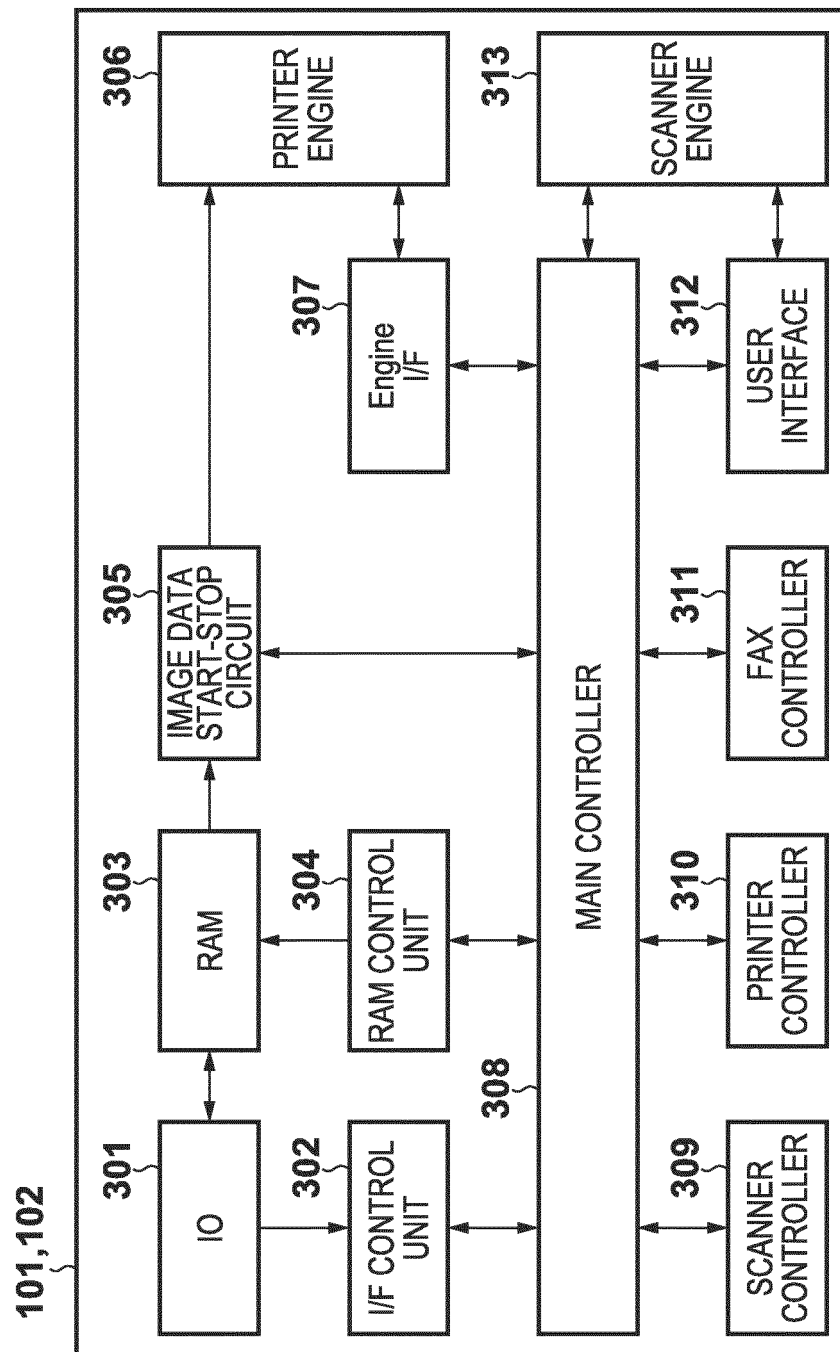 101,102
301
IO
303
RAM
305
IMAGE DATA
START-STOP
CIRCUIT
306
PRINTER
ENGINE
302
I/F CONTROL
UNIT
304
RAM CONTROL
UNIT
307
Engine
I/F
308
MAIN CONTROLLER
313
SCANNER
ENGINE
309
SCANNER
CONTROLLER
310
PRINTER
CONTROLLER
311
FAX
CONTROLLER
312
USER
INTERFACE